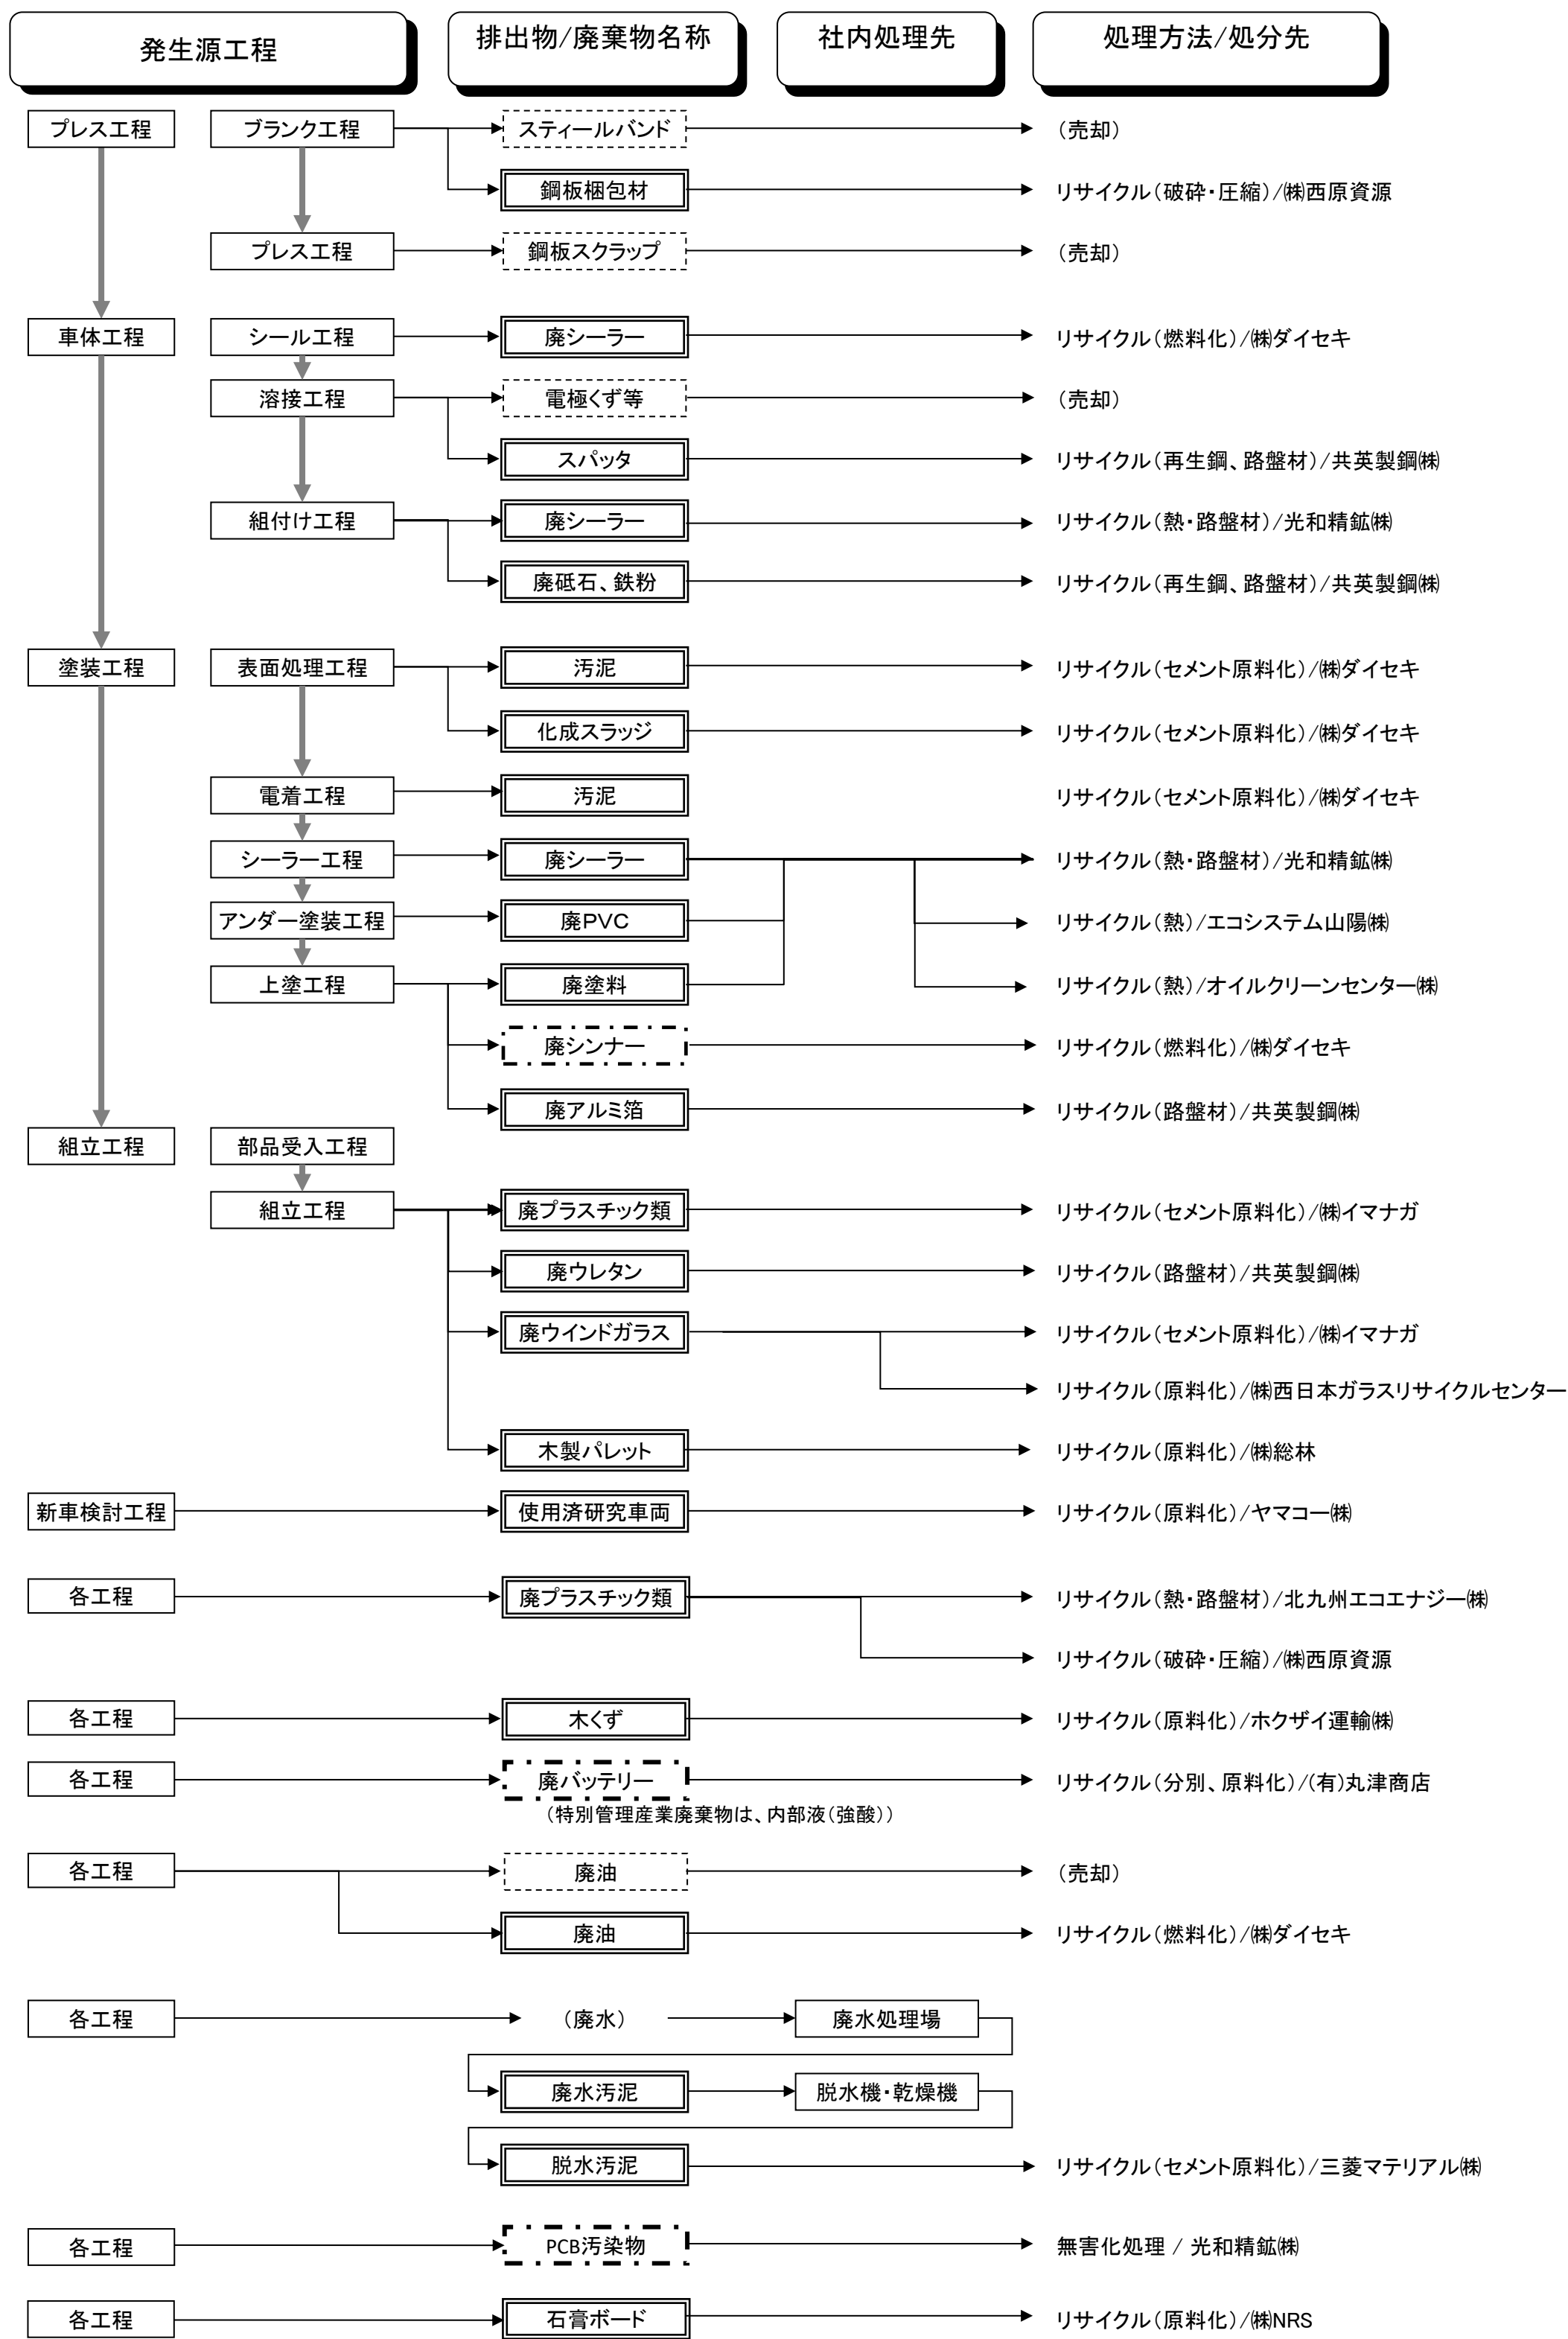 発生源工程
排出物/廃棄物名称
社内処理先
処理方法/処分先
プレス工程
ブランク工程
スティールバンド
（売却）
鋼板梱包材
リサイクル（破砕・圧縮）/㈱西原資源
プレス工程
鋼板スクラップ
（売却）
車体工程
シール工程
廃シーラー
リサイクル（燃料化）/㈱ダイセキ
溶接工程
電極くず等
（売却）
スパッタ
リサイクル（再生鋼、路盤材）/共英製鋼㈱
組付け工程
廃シーラー
リサイクル（熱・路盤材）/光和精鉱㈱
廃砥石、鉄粉
リサイクル（再生鋼、路盤材）/共英製鋼㈱
塗装工程
表面処理工程
汚泥
リサイクル（セメント原料化）/㈱ダイセキ
化成スラッジ
リサイクル（セメント原料化）/㈱ダイセキ
電着工程
汚泥
リサイクル（セメント原料化）/㈱ダイセキ
シーラー工程
廃シーラー
リサイクル（熱・路盤材）/光和精鉱㈱
アンダー塗装工程
廃PVC
リサイクル（熱）/エコシステム山陽㈱
上塗工程
廃塗料
リサイクル（熱）/オイルクリーンセンター㈱
廃シンナー
リサイクル（燃料化）/㈱ダイセキ
廃アルミ箔
リサイクル（路盤材）/共英製鋼㈱
組立工程
部品受入工程
組立工程
廃プラスチック類
リサイクル（セメント原料化）/㈱イマナガ
廃ウレタン
リサイクル（路盤材）/共英製鋼㈱
廃ウインドガラス
リサイクル（セメント原料化）/㈱イマナガ
リサイクル（原料化）/㈱西日本ガラスリサイクルセンター
木製パレット
リサイクル（原料化）/㈱総林
新車検討工程
使用済研究車両
リサイクル（原料化）/ヤマコー㈱
各工程
廃プラスチック類
リサイクル（熱・路盤材）/北九州エコエナジー㈱
リサイクル（破砕・圧縮）/㈱西原資源
各工程
木くず
リサイクル（原料化）/ホクザイ運輸㈱
各工程
廃バッテリー
リサイクル（分別、原料化）/(有)丸津商店
（特別管理産業廃棄物は、内部液（強酸））
各工程
廃油
（売却）
廃油
リサイクル（燃料化）/㈱ダイセキ
各工程
（廃水）
廃水処理場
廃水汚泥
脱水機・乾燥機
脱水汚泥
リサイクル（セメント原料化）/三菱マテリアル㈱
各工程
PCB汚染物
無害化処理 / 光和精鉱㈱
各工程
石膏ボード
リサイクル（原料化）/㈱NRS